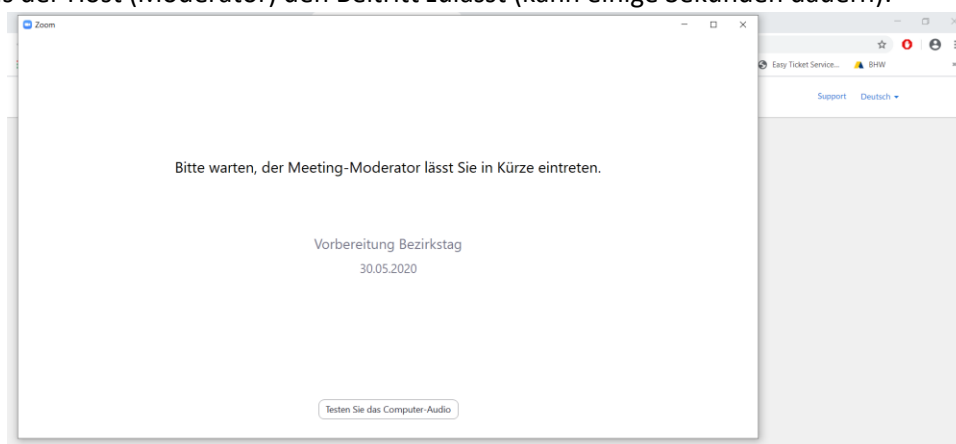 der Host (Moderator) den Beitritt zulässt (kann einige Sekunden dauern).
Zoom
Easy Ticket Service...
BHW
Support Deutsch
Bitte warten, der Meeting-Moderator lässt Sie in Kürze eintreten.
Vorbereitung Bezirkstag
30.05.2020
Testen Sie das Computer-Audio